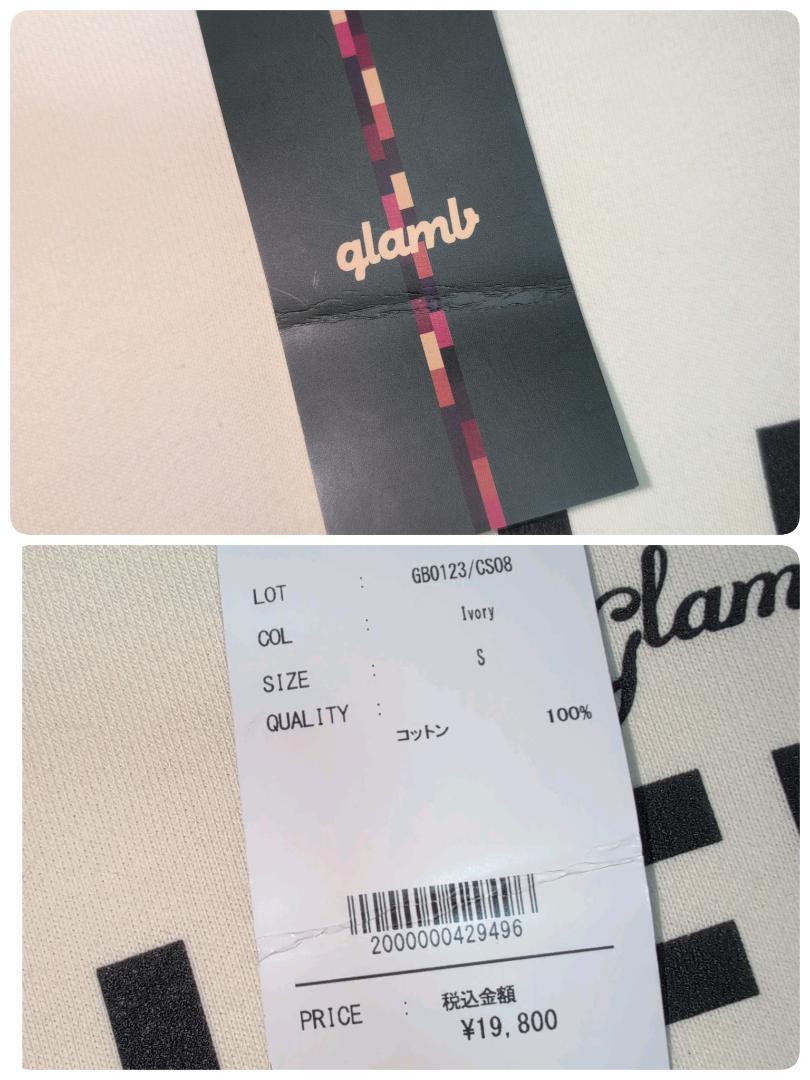 glamb
LOT : GB0123/CS08
COL : Ivory
SIZE : S
QUALITY :
コットン 100%
2000000429496
PRICE : 税込金額
¥19,800
glam